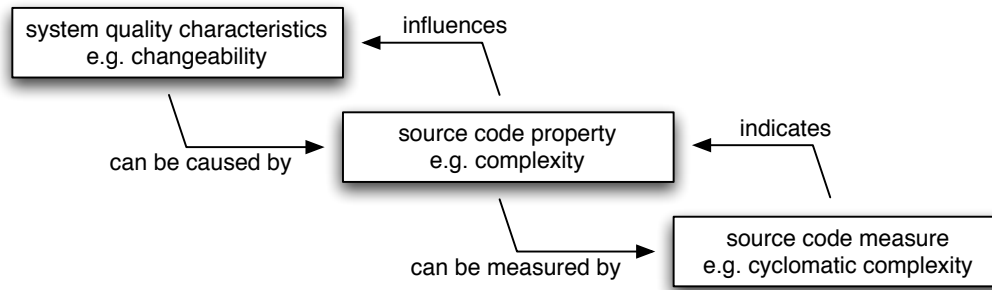 system quality characteristics
e.g. changeability
influences
can be caused by
source code property
e.g. complexity
indicates
can be measured by
source code measure
e.g. cyclomatic complexity